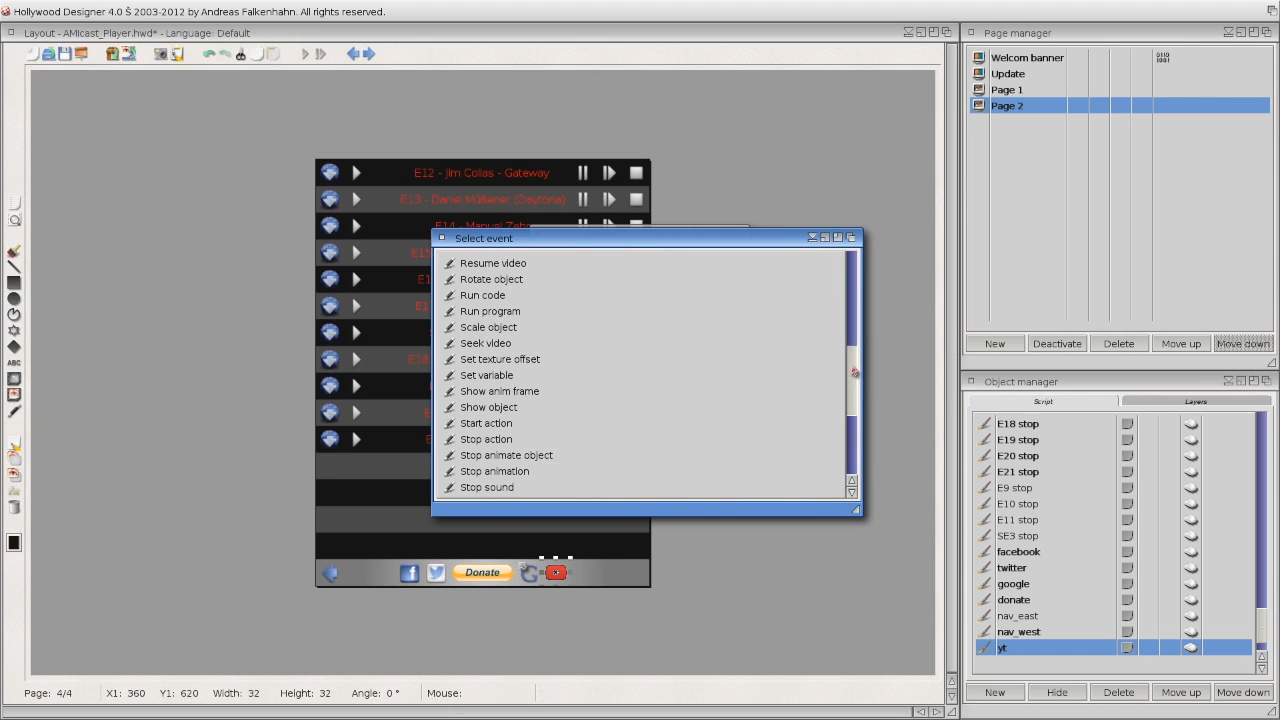 Hollywood Designer 4.0 Š 2003-2012 by Andreas Falkenhahn. All rights reserved.
Layout - AMIcast_Player.hwd* - Language: Default
ABC
E12 - Jim Collas - Gateway
E13 - Daniel Müßener (Daytona)
E14 - Manuel Zeb
Donate
Page: 4/4 X1: 360 Y1: 620 Width: 32 Height: 32 Angle: 0 ° Mouse:
Select event
Resume video
Rotate object
Run code
Run program
Scale object
Seek video
Set texture offset
Set variable
Show anim frame
Show object
Start action
Stop action
Stop animate object
Stop animation
Stop sound
Page manager
Welcom banner
Update
Page 1
Page 2
New Deactivate Delete Move up Move down
Object manager
Script Layers
E18 stop
E19 stop
E20 stop
E21 stop
E9 stop
E10 stop
E11 stop
SE3 stop
facebook
twitter
google
donate
nav_east
nav_west
yt
New Hide Delete Move up Move down